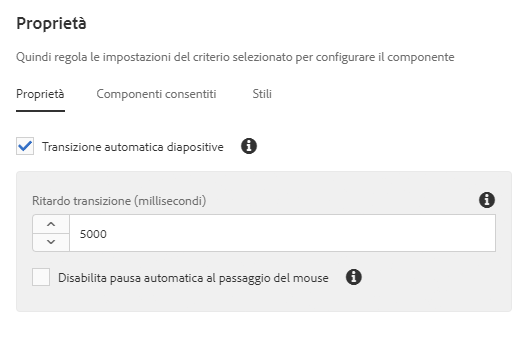 Proprietà
Quindi regola le impostazioni del criterio selezionato per configurare il componente
Proprietà Componenti consentiti Stili
Transizione automatica diapositive
Ritardo transizione (millisecondi)
5000
Disabilita pausa automatica al passaggio del mouse